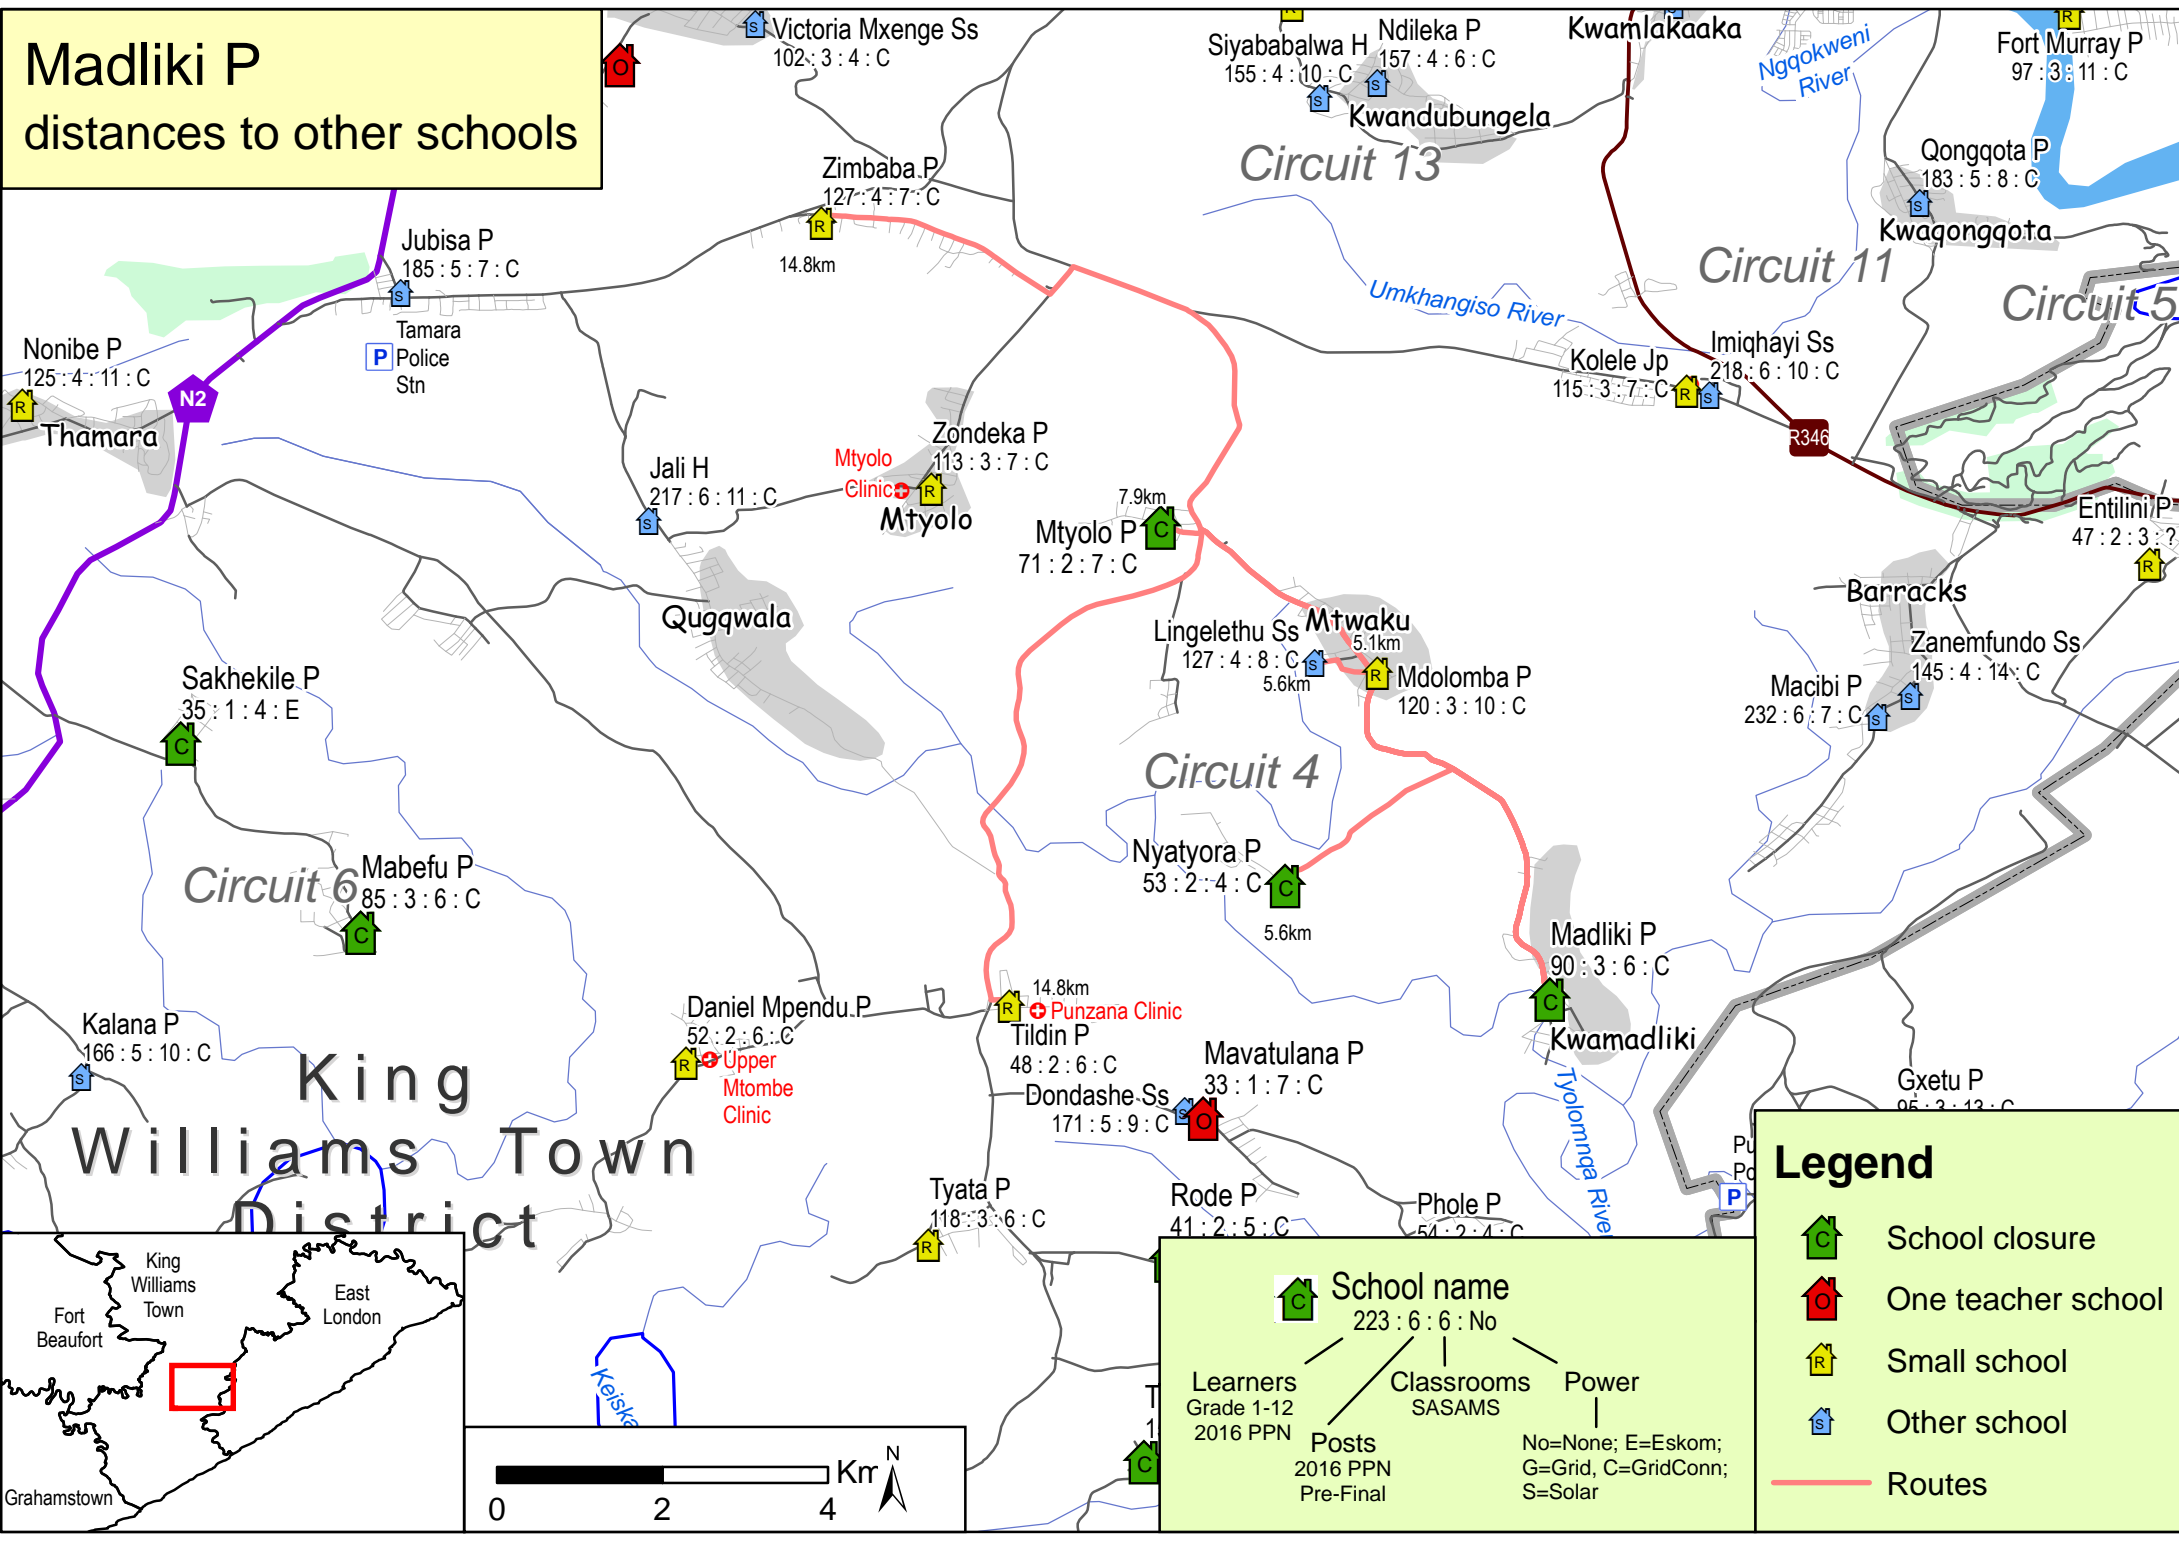 Madliki P
distances to other schools
Victoria Mxenge Ss
102 : 3 : 4 : C
O
S
Siyababalwa H
155 : 4 : 10 : C
Ndileka P
157 : 4 : 6 : C
Kwandubungela
Kwamlakaaka
Ngqokweni
River
Fort Murray P
97 : 3 : 11 : C
Circuit 13
Qongqota P
183 : 5 : 8 : C
Kwaqongqota
Circuit 11
Circuit 5
Zimbaba P
127 : 4 : 7 : C
14.8km
Jubisa P
185 : 5 : 7 : C
Tamara
Police
Stn
P
Nonibe P
125 : 4 : 11 : C
Thamara
N2
Umkhangiso River
Kolele Jp
115 : 3 : 7 : C
Imiqhayi Ss
218 : 6 : 10 : C
R346
Zondeka P
113 : 3 : 7 : C
Mtyolo
Clinic
Mtyolo
Jali H
217 : 6 : 11 : C
7.9km
Mtyolo P
71 : 2 : 7 : C
Entilini P
47 : 2 : 3 : ?
Barracks
Qugqwala
Mtwaku
Lingelethu Ss
127 : 4 : 8 : C
5.6km
5.1km
Mdolomba P
120 : 3 : 10 : C
Zanemfundo Ss
145 : 4 : 14 : C
Macibi P
232 : 6 : 7 : C
Sakhekile P
35 : 1 : 4 : E
Circuit 4
Nyatyora P
53 : 2 : 4 : C
5.6km
Circuit 6
Mabefu P
85 : 3 : 6 : C
Madliki P
90 : 3 : 6 : C
Kwamadliki
Kalana P
166 : 5 : 10 : C
Daniel Mpendu P
52 : 2 : 6 : C
Upper
Mtombe
Clinic
14.8km
Punzana Clinic
Tildin P
48 : 2 : 6 : C
Mavatulana P
33 : 1 : 7 : C
Dondashe Ss
171 : 5 : 9 : C
Tyolomnqa River
Gxetu P
95 : 3 : 13 : C
Pu
Po
P
King
Williams Town
District
Tyata P
118 : 3 : 6 : C
Rode P
41 : 2 : 5 : C
Phole P
54 : 2 : 4 : C
Keiska
T
1
King
Williams
Town
East
London
Fort
Beaufort
Grahamstown
0 2 4
Km
N
C School name
223 : 6 : 6 : No
Learners
Grade 1-12
2016 PPN
Posts
2016 PPN
Pre-Final
Classrooms
SASAMS
Power
No=None; E=Eskom;
G=Grid, C=GridConn;
S=Solar
Legend
C School closure
O One teacher school
R Small school
S Other school
Routes